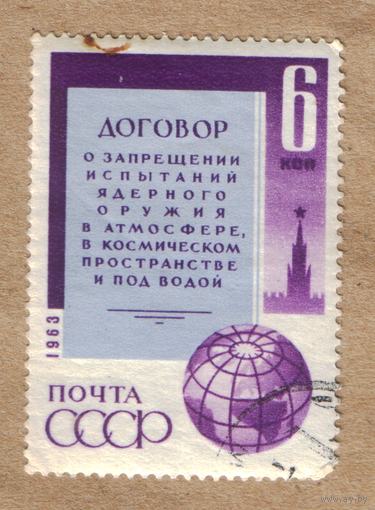 6
коп
ДОГОВОР
О ЗАПРЕЩЕНИИ
ИСПЫТАНИЙ
ЯДЕРНОГО
ОРУЖИЯ
В АТМОСФЕРЕ,
В КОСМИЧЕСКОМ
ПРОСТРАНСТВЕ
И ПОД ВОДОЙ
1963
ПОЧТА
СССР